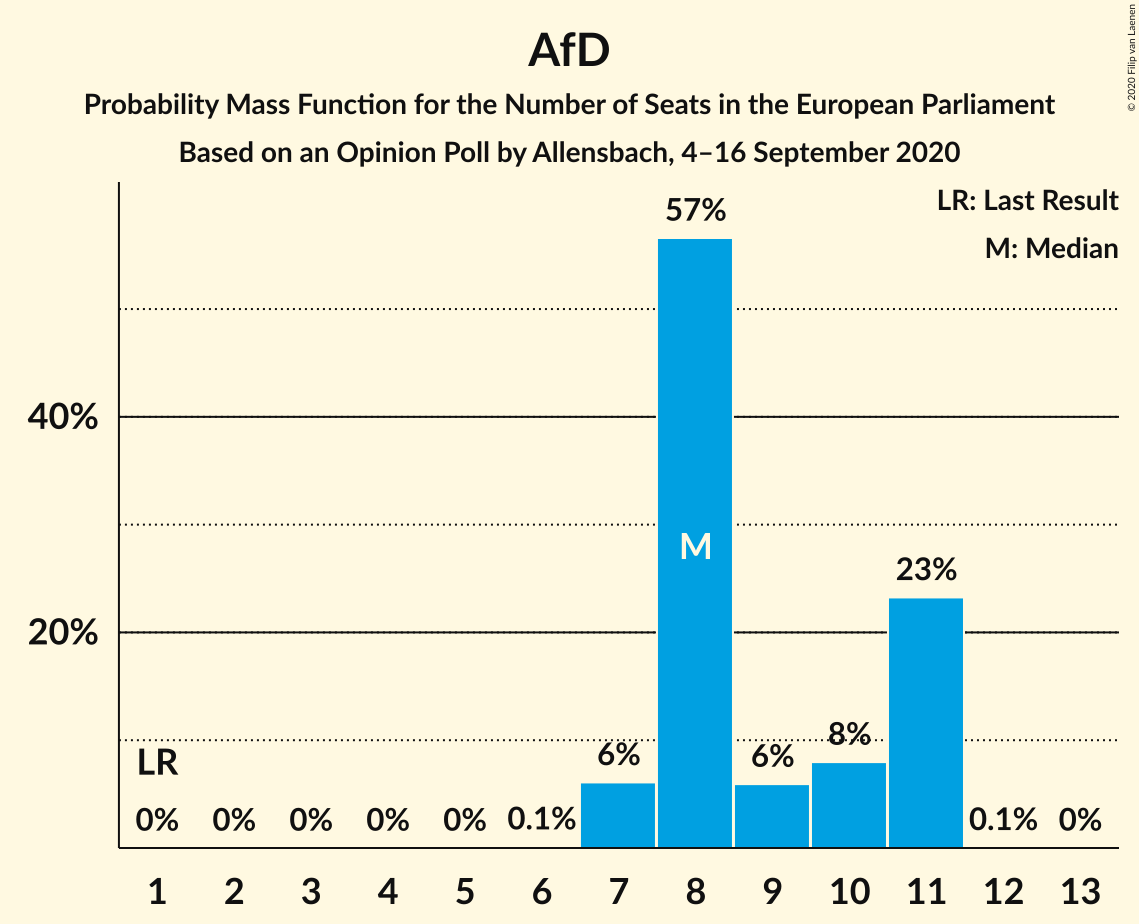 AfD
Probability Mass Function for the Number of Seats in the European Parliament
Based on an Opinion Poll by Allensbach, 4–16 September 2020
© 2020 Filip van Laenen
LR: Last Result
M: Median
57%
40%
M
23%
20%
LR
6%
6%
8%
0%
0%
0%
0%
0%
0.1%
0.1%
0%
1 2 3 4 5 6 7 8 9 10 11 12 13